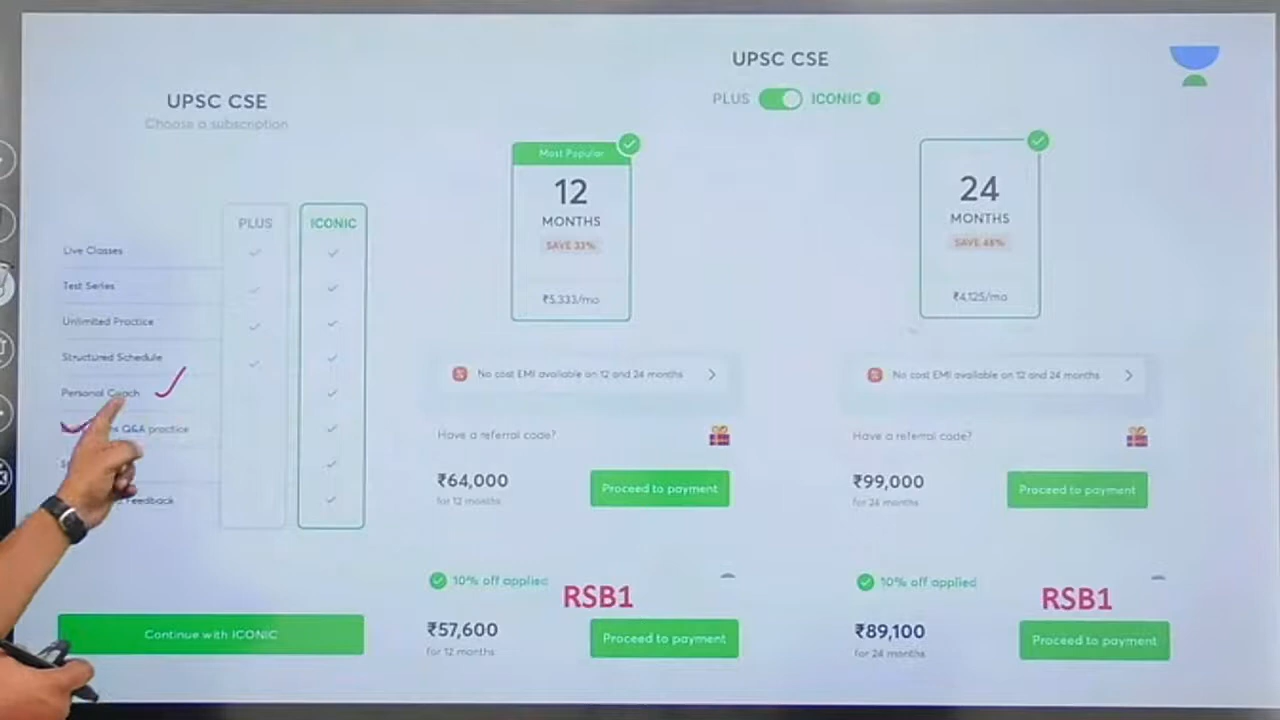 UPSC CSE
Choose a subscription
PLUS
ICONIC
Live Classes
Test Series
Unlimited Practice
Structured Schedule
Personal Coach
Q&A practice
Feedback
Continue with ICONIC
UPSC CSE
PLUS ICONIC
Most Popular
12
MONTHS
SAVE 33%
₹5,333/mo
No cost EMI available on 12 and 24 months
Have a referral code?
₹64,000
for 12 months
Proceed to payment
10% off applied
RSB1
₹57,600
for 12 months
Proceed to payment
24
MONTHS
SAVE 48%
₹4,125/mo
No cost EMI available on 12 and 24 months
Have a referral code?
₹99,000
for 24 months
Proceed to payment
10% off applied
RSB1
₹89,100
for 24 months
Proceed to payment